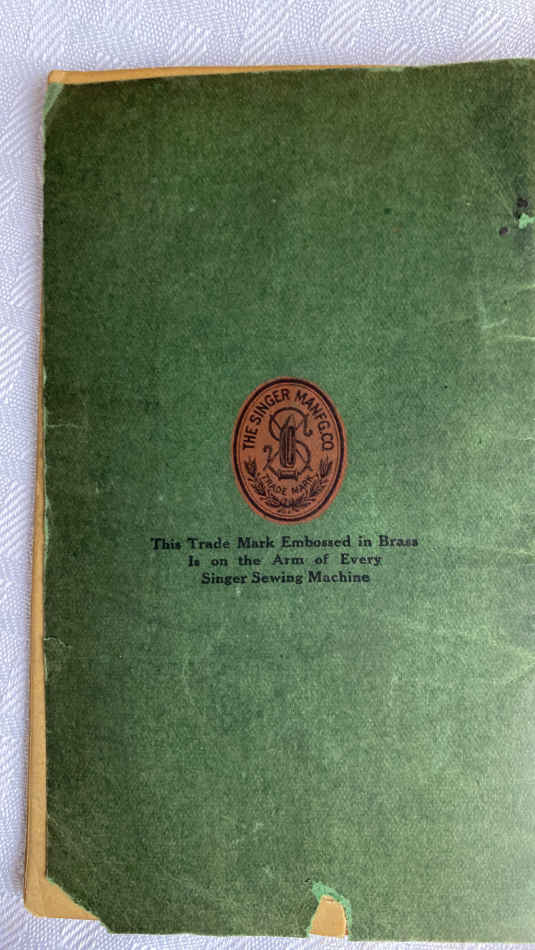 THE SINGER MANFG. CO.
TRADE MARK
This Trade Mark Embossed in Brass
Is on the Arm of Every
Singer Sewing Machine